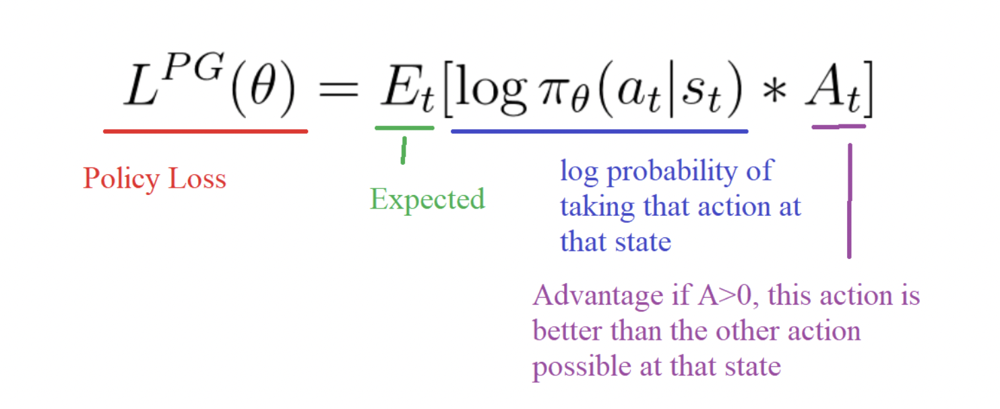 L^{PG}(θ) = E_t[log π_θ(a_t|s_t) * A_t]
Policy Loss
Expected
log probability of
taking that action at
that state
Advantage if A>0, this action is
better than the other action
possible at that state